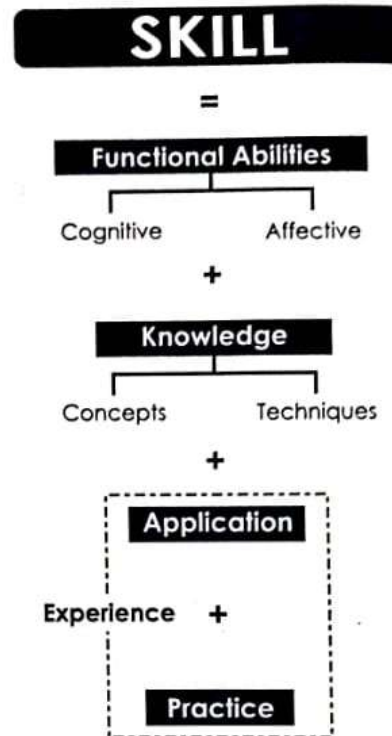 SKILL
=
Functional Abilities
Cognitive Affective
+
Knowledge
Concepts Techniques
+
Application
Experience +
Practice